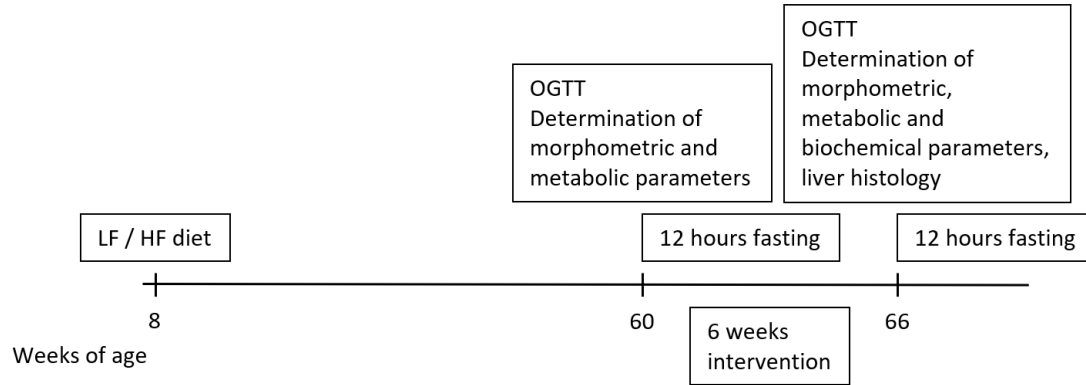 OGTT
Determination of
morphometric,
metabolic and
biochemical parameters,
liver histology
OGTT
Determination of
morphometric and
metabolic parameters
LF / HF diet
12 hours fasting
12 hours fasting
8
60
66
6 weeks
intervention
Weeks of age